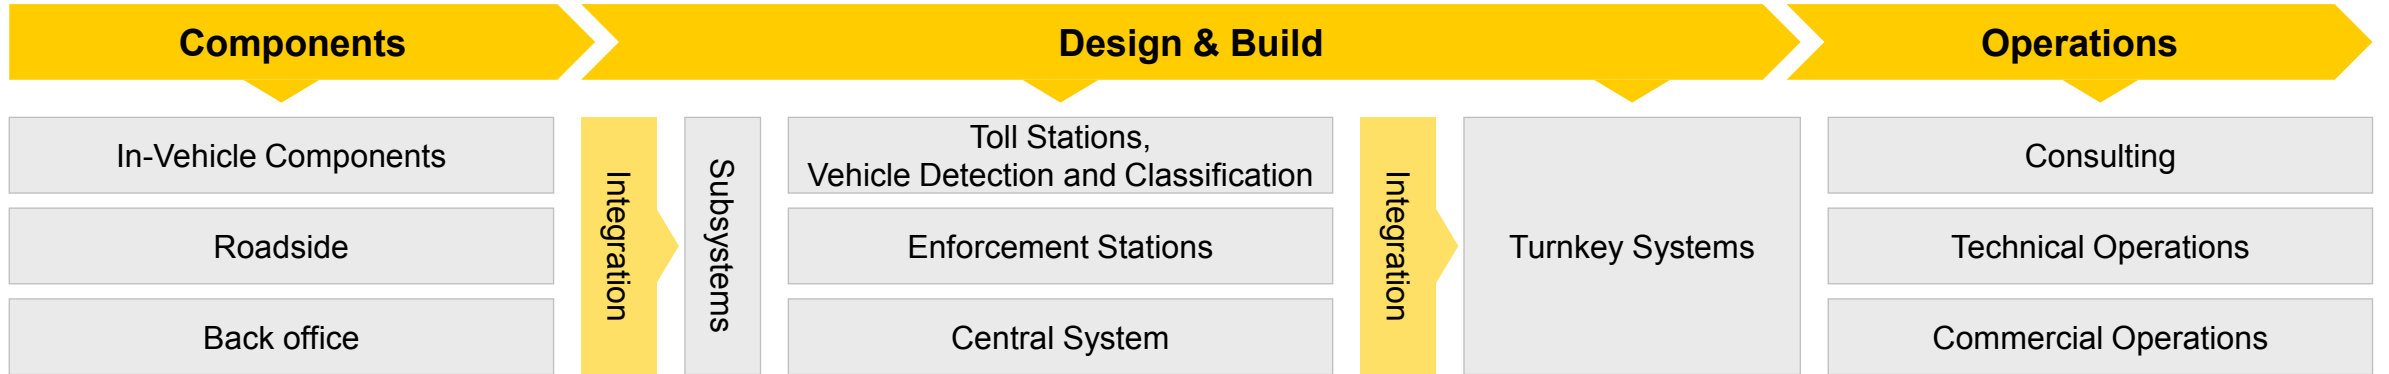 Components
Design & Build
Operations
In-Vehicle Components
Roadside
Back office
Integration
Subsystems
Toll Stations,
Vehicle Detection and Classification
Enforcement Stations
Central System
Integration
Turnkey Systems
Consulting
Technical Operations
Commercial Operations